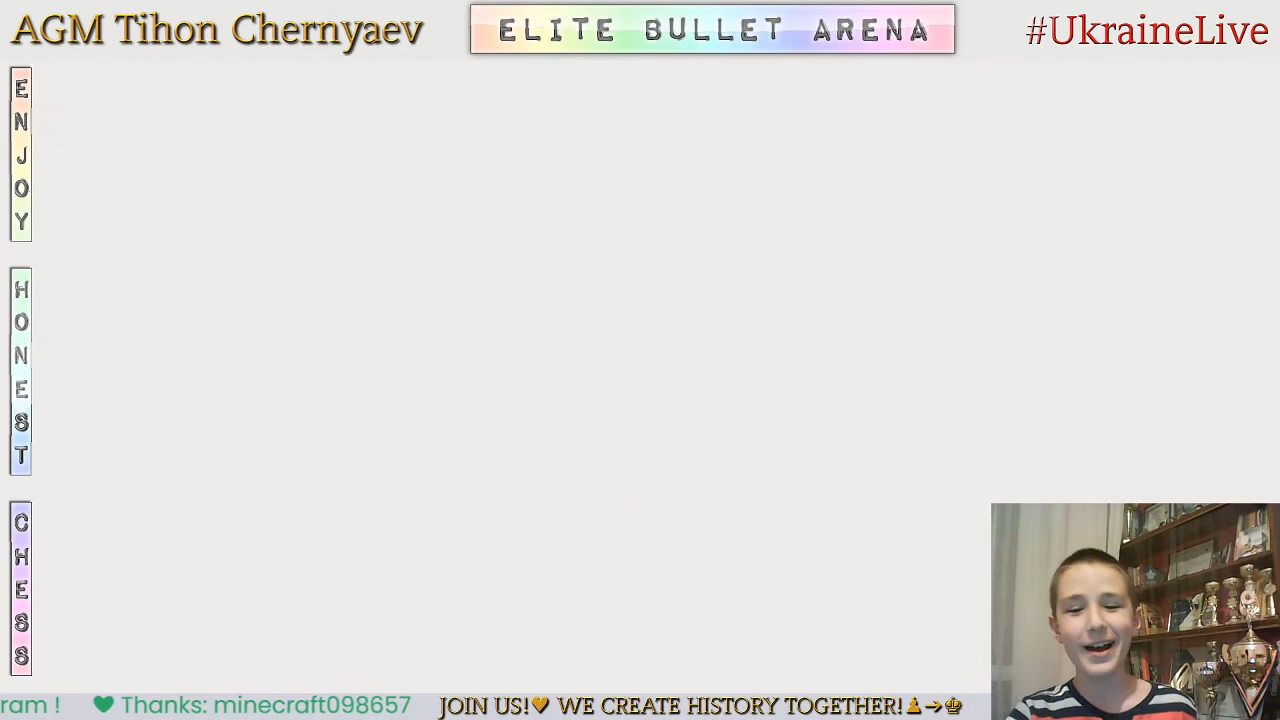 AGM Tihon Chernyaev
ELITE BULLET ARENA
#UkraineLive
ENJOY
HONEST
CHESS
ram ! 💚 Thanks: minecraft098657
JOIN US!♥ WE CREATE HISTORY TOGETHER!♟→♚